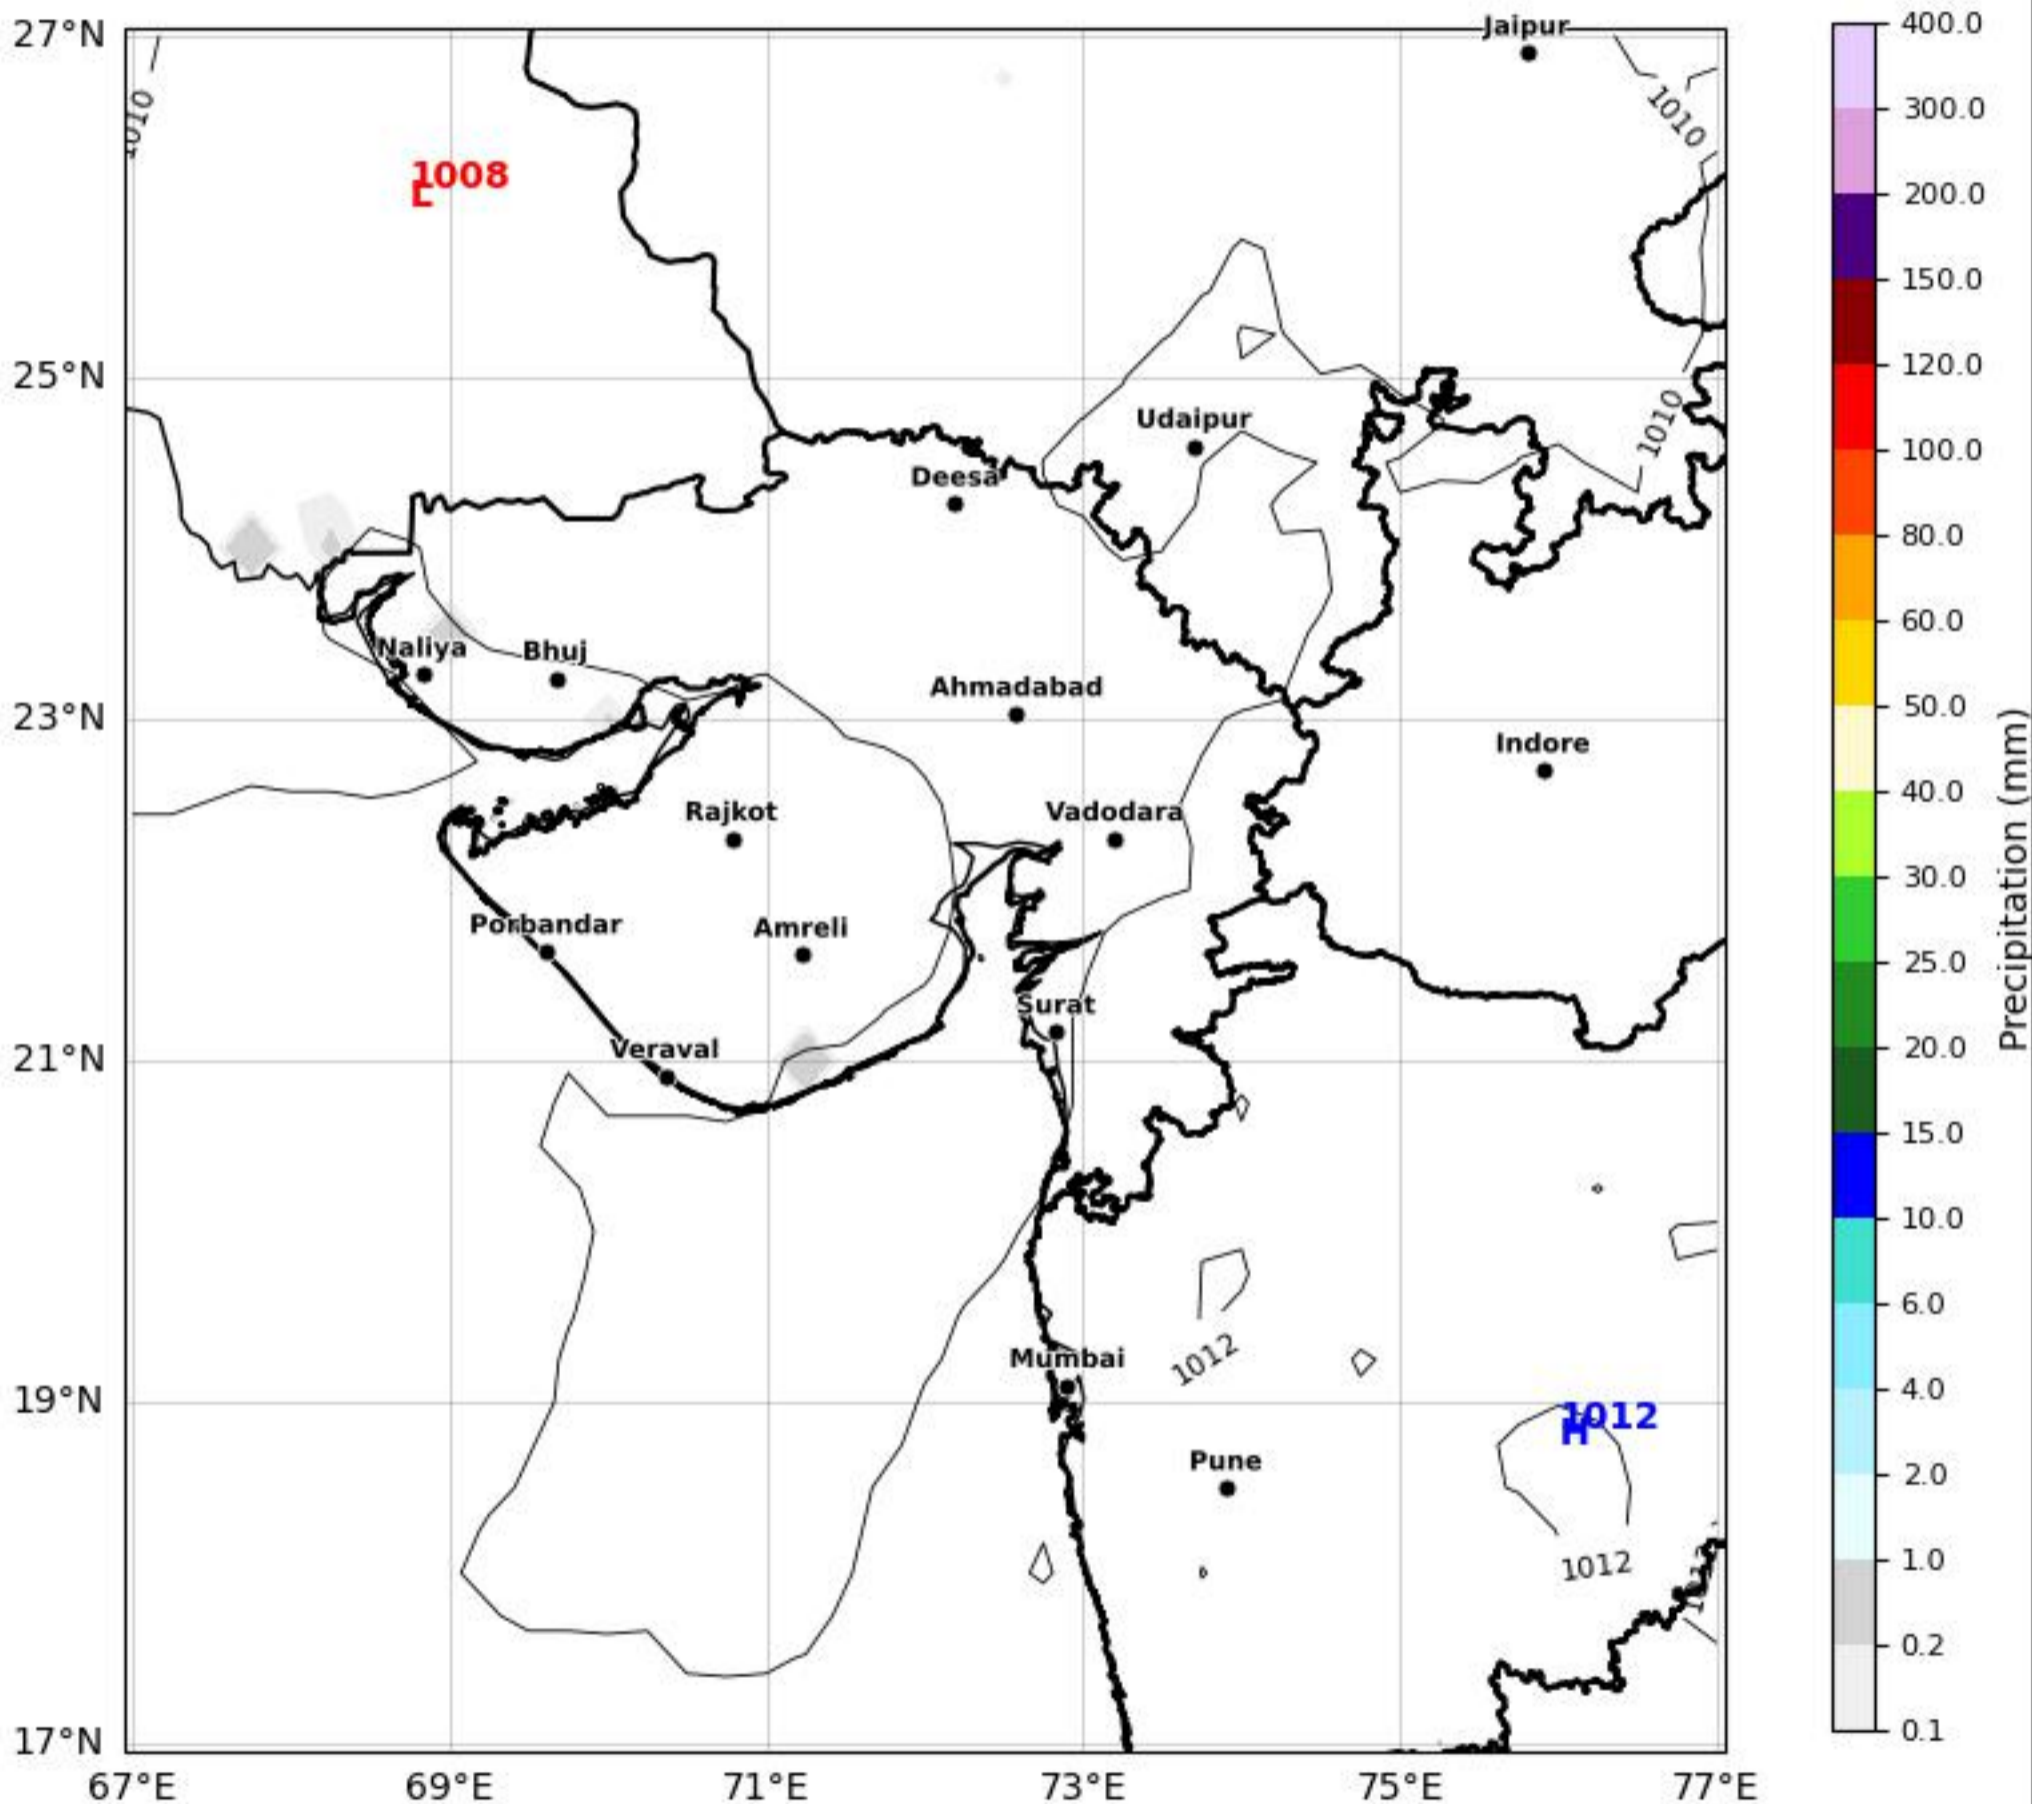 27°N
25°N
23°N
21°N
19°N
17°N
67°E
69°E
71°E
73°E
75°E
77°E
Jaipur
1010
1010
1008
L
1010
Udaipur
Deesa
Naliya
Bhuj
Ahmadabad
Indore
Rajkot
Vadodara
Porbandar
Amreli
Surat
Veraval
1012
Mumbai
1012
H
Pune
1012
1012
400.0
300.0
200.0
150.0
120.0
100.0
80.0
60.0
50.0
40.0
30.0
25.0
20.0
15.0
10.0
6.0
4.0
2.0
1.0
0.2
0.1
Precipitation (mm)